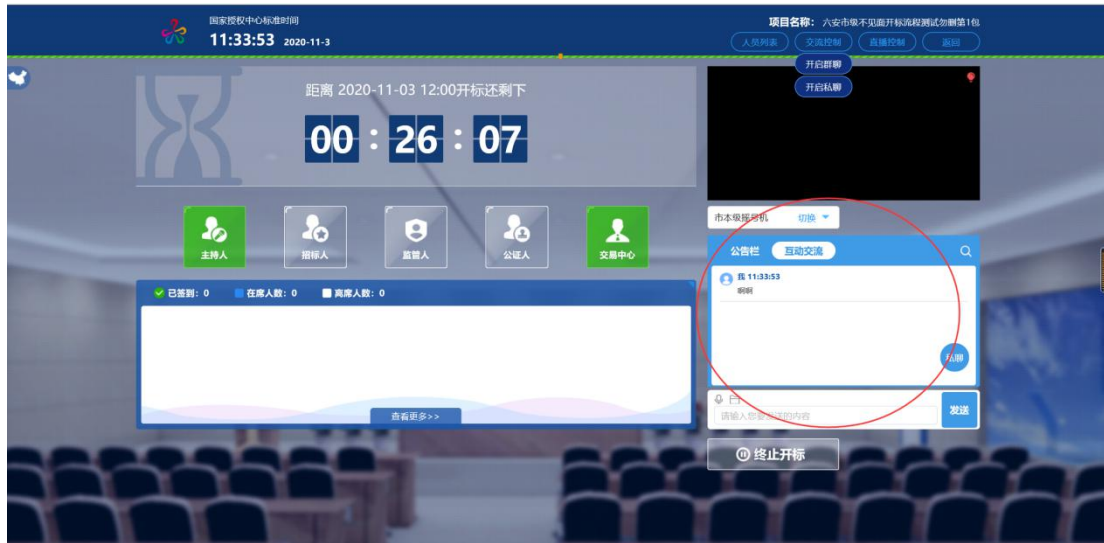 国家授权中心标准时间
11:33:53 2020-11-3
项目名称： 六安市级不见面开标流程测试勿删第1包
人员列表 交流控制 直播控制 返回
开启群聊
开启私聊
距离 2020-11-03 12:00开标还剩下
00 : 26 : 07
主持人 招标人 监管人 公证人 交易中心
市本级摇号机 切换
公告栏 互动交流
我 11:33:53
啊啊
私聊
已签到：0 在席人数：0 离席人数：0
查看更多>>
请输入您要发送的内容
发送
终止开标